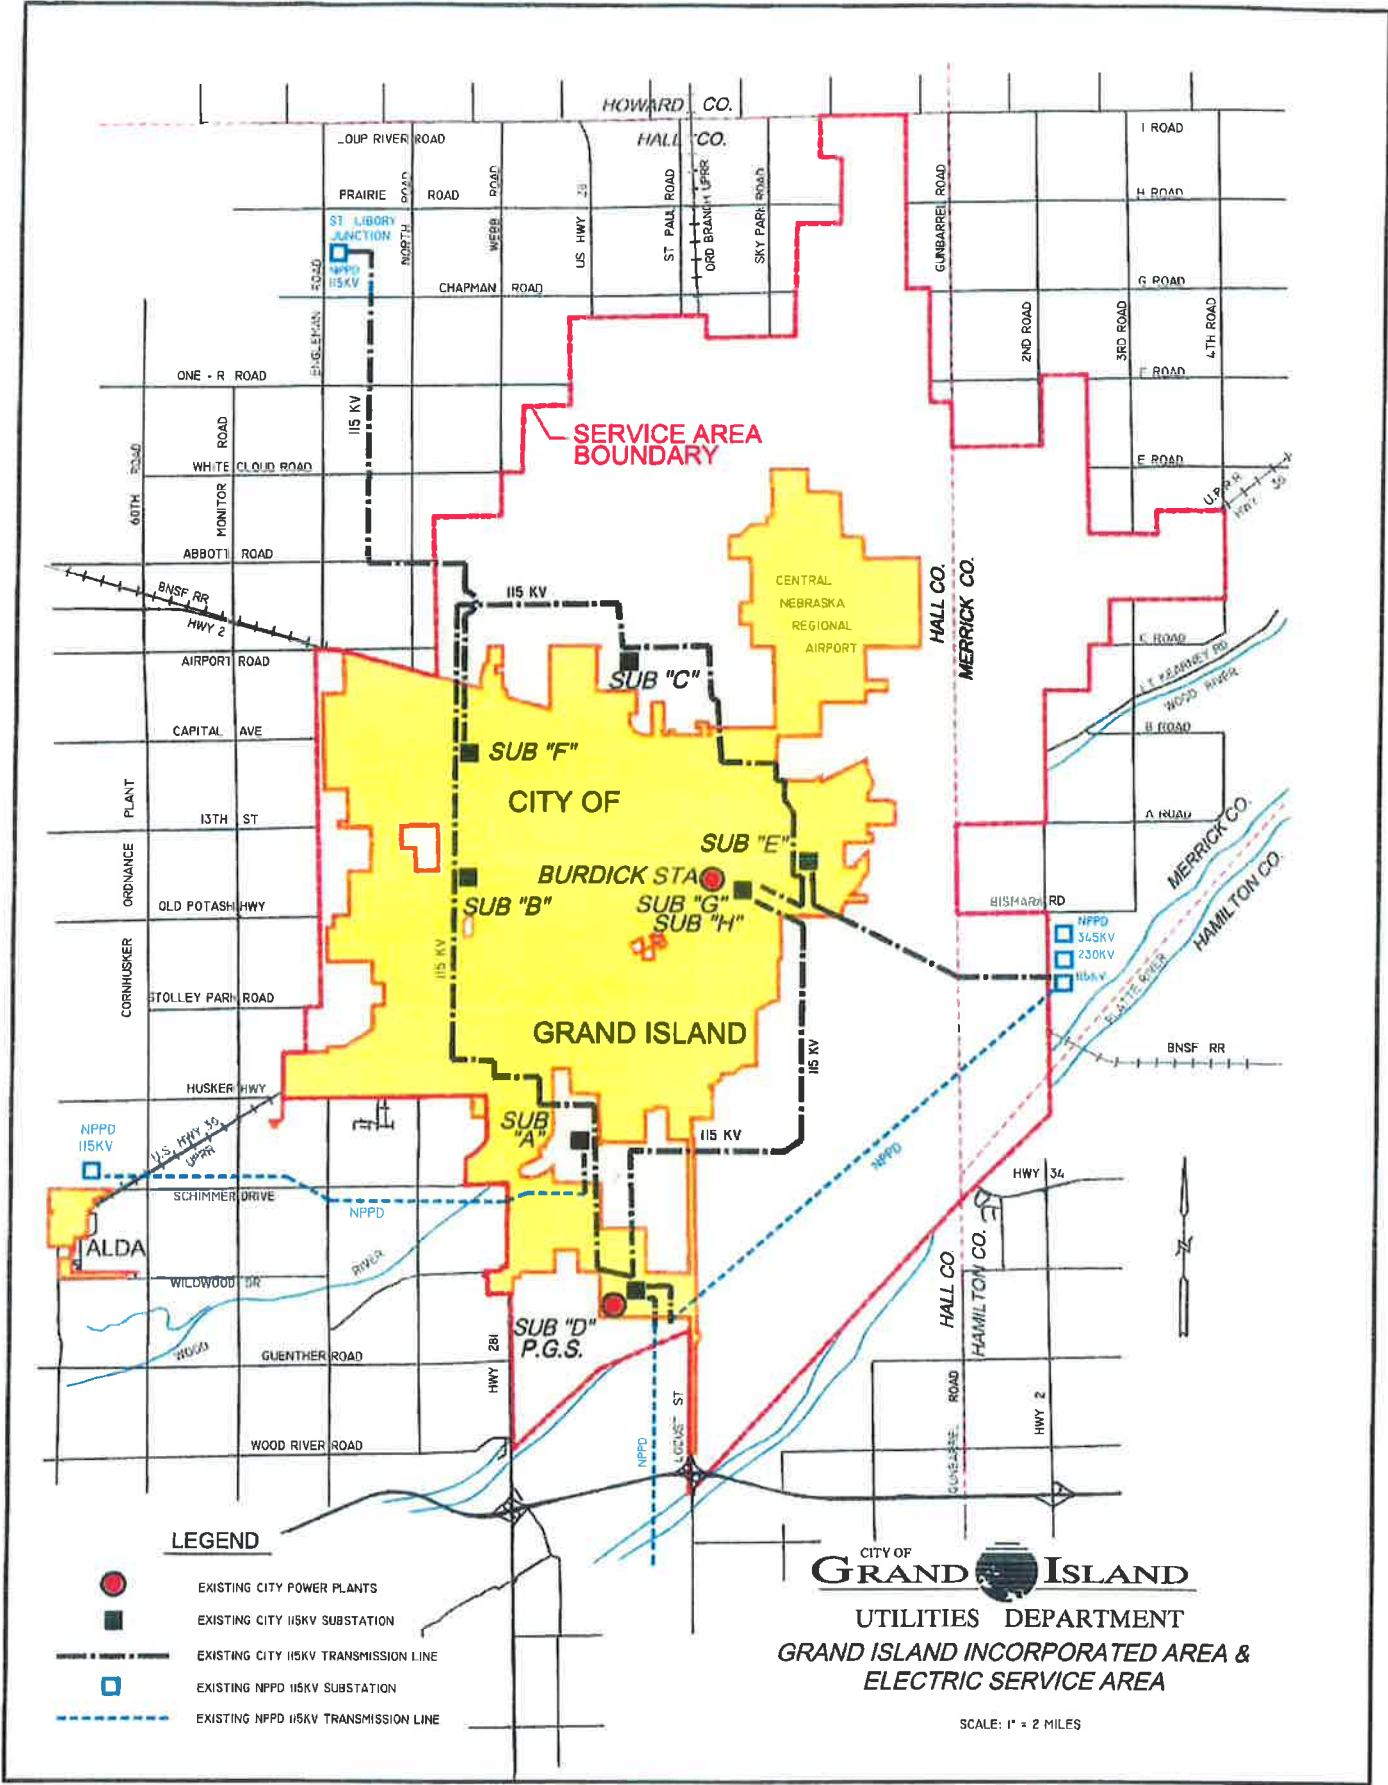 HOWARD CO.
HALL CO.
LOUP RIVER ROAD
I ROAD
PRAIRIE ROAD
H ROAD
ST. LIBORY
JUNCTION
NPPD
115KV
ENGLEMAN ROAD
NORTH ROAD
WEBB ROAD
US HWY 281
ST PAUL ROAD
ORD BRANCH UPRR
SKY PARK ROAD
GUNBARREL ROAD
CHAPMAN ROAD
G ROAD
2ND ROAD
3RD ROAD
4TH ROAD
ONE - R ROAD
F ROAD
115 KV
SERVICE AREA
BOUNDARY
60TH ROAD
MONITOR ROAD
WHITE CLOUD ROAD
E ROAD
U.P.R.R
HWY 30
ABBOTT ROAD
BNSF RR
HWY 2
115 KV
CENTRAL
NEBRASKA
REGIONAL
AIRPORT
HALL CO.
MERRICK CO.
AIRPORT ROAD
C ROAD
LT KEARNEY RD
WOOD RIVER
SUB "C"
CAPITAL AVE
B ROAD
SUB "F"
CITY OF
CORNHUSKER ORDNANCE PLANT
13TH ST
A ROAD
MERRICK CO.
HAMILTON CO.
SUB "E"
BURDICK STA
SUB "B"
SUB "G"
SUB "H"
OLD POTASH HWY
BISMARK RD
NPPD
345KV
230KV
115KV
115 KV
PLATTE RIVER
STOLLEY PARK ROAD
GRAND ISLAND
BNSF RR
115 KV
HUSKER HWY
NPPD
115KV
U.S. HWY 30
UPRR
SUB
"A"
115 KV
NPPD
HWY 34
SCHIMMER DRIVE
NPPD
ALDA
WILDWOOD DR
RIVER
WOOD
HALL CO
HAMILTON CO.
SUB "D"
P.G.S.
GUENTHER ROAD
HWY 281
LOCUST ST
NPPD
GUNBARREL ROAD
HWY 2
WOOD RIVER ROAD
LEGEND
EXISTING CITY POWER PLANTS
EXISTING CITY 115KV SUBSTATION
EXISTING CITY 115KV TRANSMISSION LINE
EXISTING NPPD 115KV SUBSTATION
EXISTING NPPD 115KV TRANSMISSION LINE
CITY OF
GRAND ISLAND
UTILITIES DEPARTMENT
GRAND ISLAND INCORPORATED AREA &
ELECTRIC SERVICE AREA
SCALE: 1" = 2 MILES